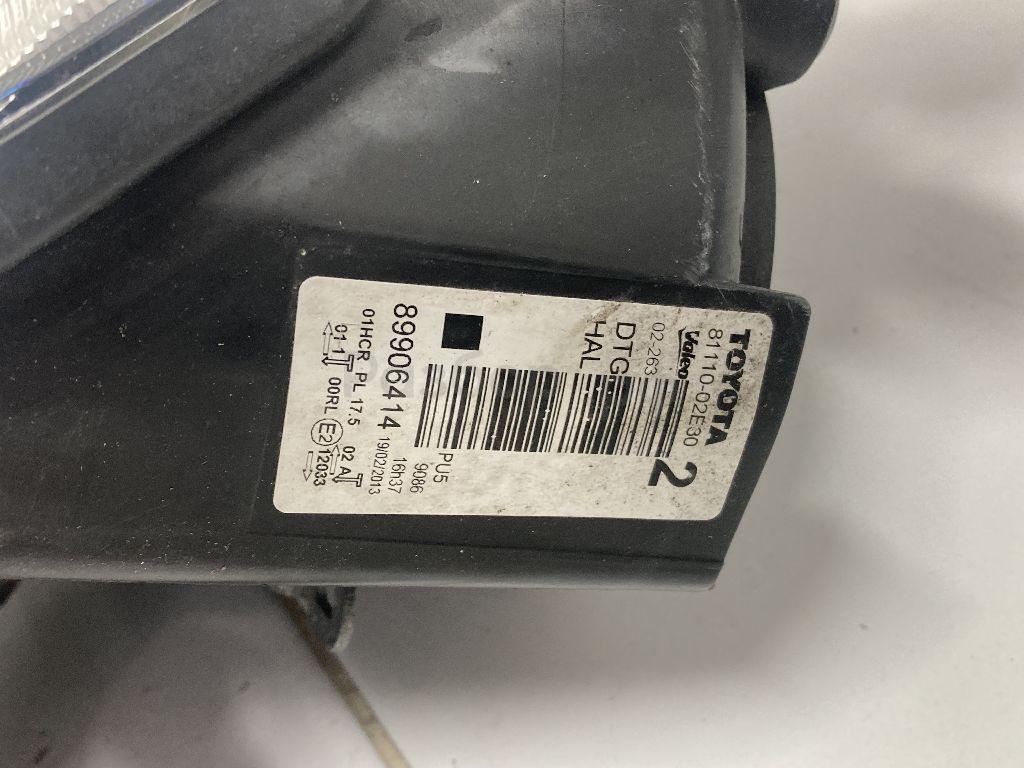 TOYOTA
81110-02E30
Valeo
2
02-263
DTG
HAL
PU5
9086
89906414
16h37
19/02/2013
01HCR PL 17.5 02 A
01 1 00RL E2 12033